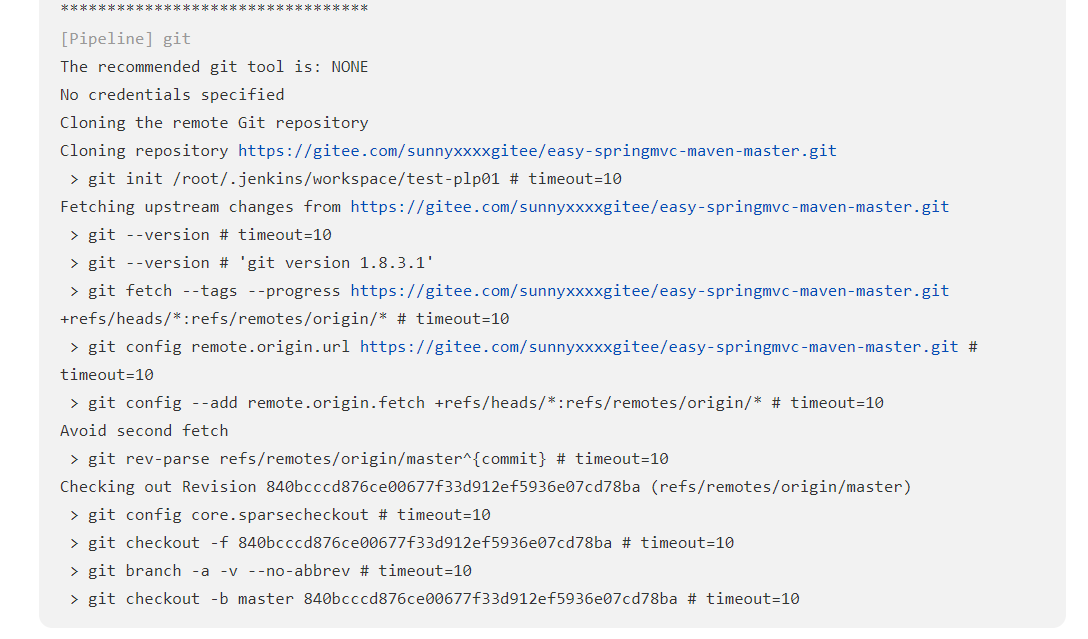 *********************************
[Pipeline] git
The recommended git tool is: NONE
No credentials specified
Cloning the remote Git repository
Cloning repository https://gitee.com/sunnyxxxxgitee/easy-springmvc-maven-master.git
 > git init /root/.jenkins/workspace/test-plp01 # timeout=10
Fetching upstream changes from https://gitee.com/sunnyxxxxgitee/easy-springmvc-maven-master.git
 > git --version # timeout=10
 > git --version # 'git version 1.8.3.1'
 > git fetch --tags --progress https://gitee.com/sunnyxxxxgitee/easy-springmvc-maven-master.git
+refs/heads/*:refs/remotes/origin/* # timeout=10
 > git config remote.origin.url https://gitee.com/sunnyxxxxgitee/easy-springmvc-maven-master.git #
timeout=10
 > git config --add remote.origin.fetch +refs/heads/*:refs/remotes/origin/* # timeout=10
Avoid second fetch
 > git rev-parse refs/remotes/origin/master^{commit} # timeout=10
Checking out Revision 840bcccd876ce00677f33d912ef5936e07cd78ba (refs/remotes/origin/master)
 > git config core.sparsecheckout # timeout=10
 > git checkout -f 840bcccd876ce00677f33d912ef5936e07cd78ba # timeout=10
 > git branch -a -v --no-abbrev # timeout=10
 > git checkout -b master 840bcccd876ce00677f33d912ef5936e07cd78ba # timeout=10